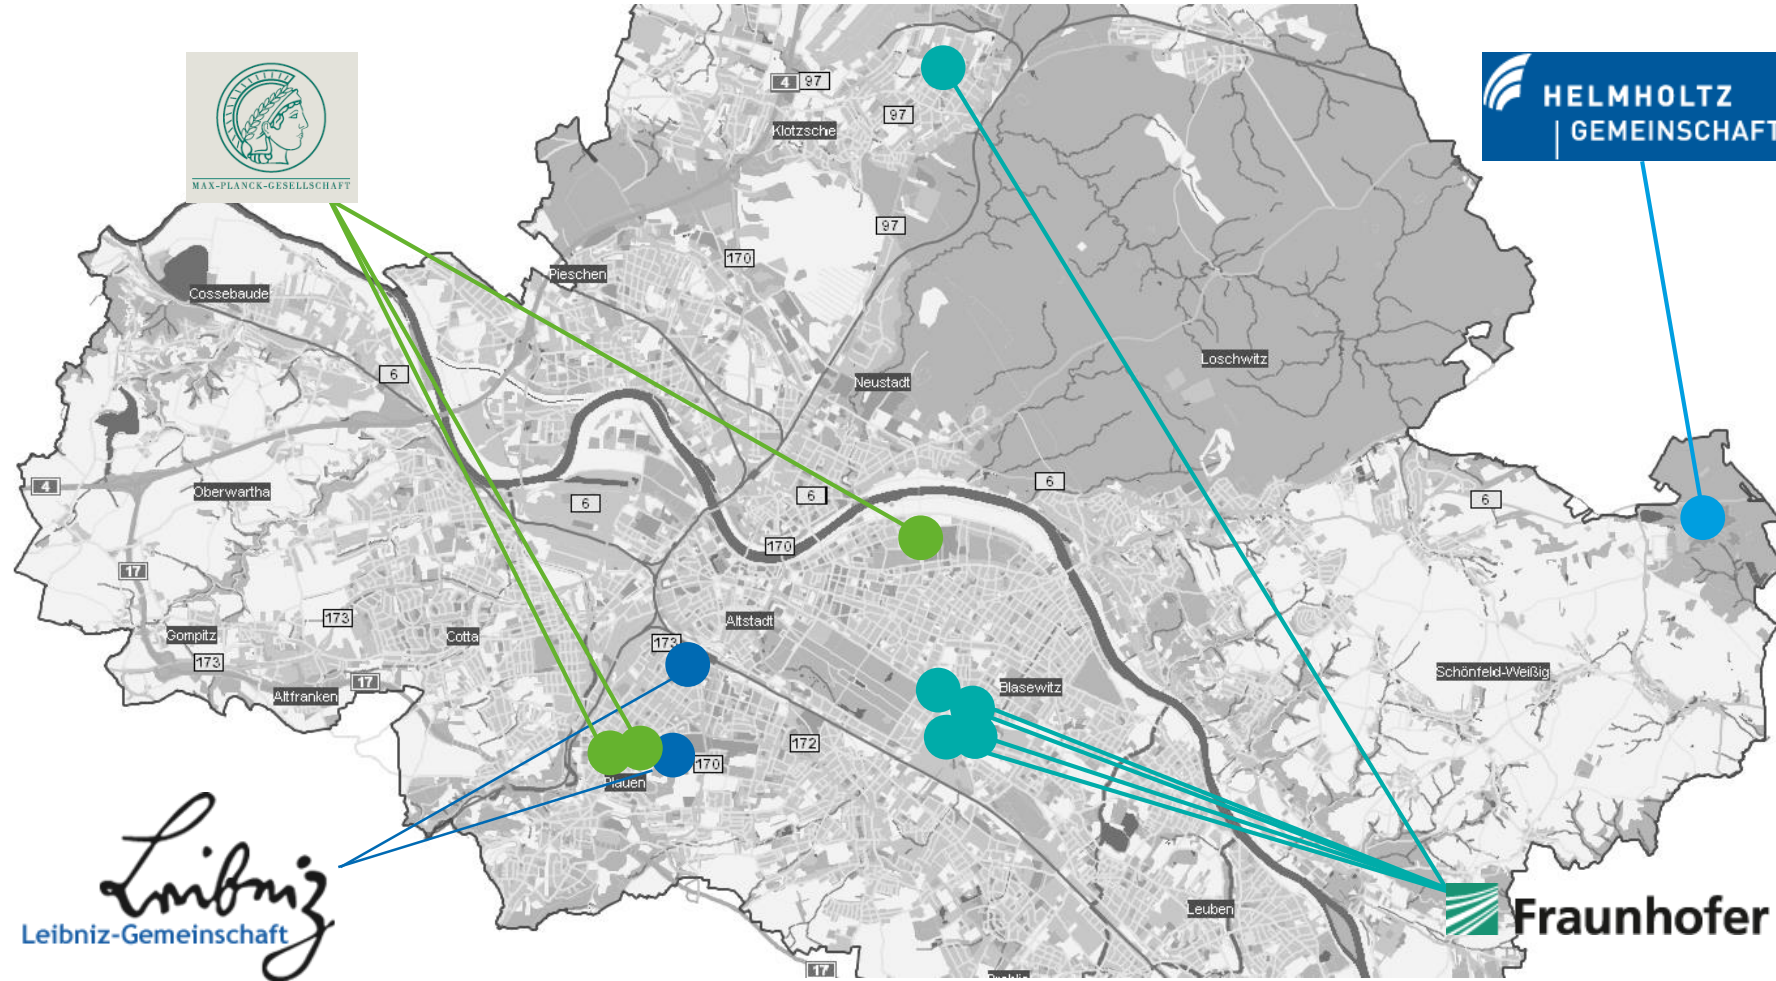 MAX-PLANCK-GESELLSCHAFT
HELMHOLTZ
GEMEINSCHAFT
4
97
97
Klotzsche
97
170
Pieschen
Cossebaude
6
Loschwitz
Neustadt
4
Oberwartha
6
6
6
6
170
17
173
Gompitz
173
Cotta
Altstadt
173
Altfranken
17
Blasewitz
Schönfeld-Weißig
172
170
Plauen
Leibniz
Leibniz-Gemeinschaft
Leuben
Fraunhofer
17